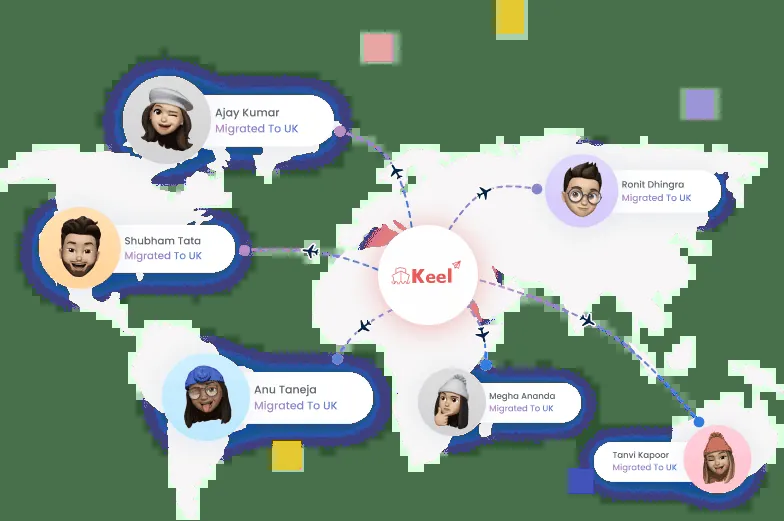 Ajay Kumar
Migrated To UK
Ronit Dhingra
Migrated To UK
Shubham Tata
Migrated To UK
Keel
Anu Taneja
Migrated To UK
Megha Ananda
Migrated To UK
Tanvi Kapoor
Migrated To UK